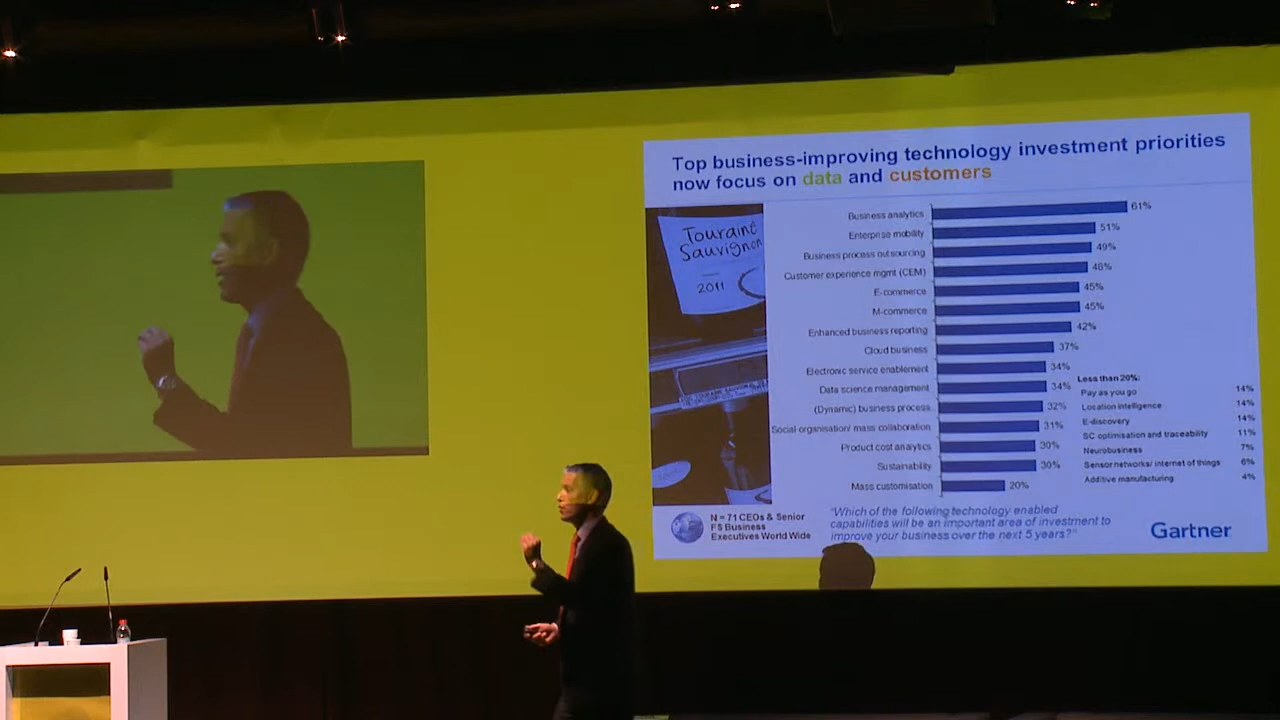 Top business-improving technology investment priorities
now focus on data and customers
Touraine
Sauvignon
2011
Business analytics 61%
Enterprise mobility 51%
Business process outsourcing 49%
Customer experience mgmt (CEM) 48%
E-commerce 45%
M-commerce 45%
Enhanced business reporting 42%
Cloud business 37%
Electronic service enablement 34%
Data science management 34%
(Dynamic) business process 32%
Social organisation/ mass collaboration 31%
Product cost analytics 30%
Sustainability 30%
Mass customisation 20%
Less than 20%:
Pay as you go 14%
Location intelligence 14%
E-discovery 14%
SC optimisation and traceability 11%
Neurobusiness 7%
Sensor networks/ internet of things 6%
Additive manufacturing 4%
N = 71 CEOs & Senior
FS Business
Executives World Wide
"Which of the following technology enabled
capabilities will be an important area of investment to
improve your business over the next 5 years?"
Gartner